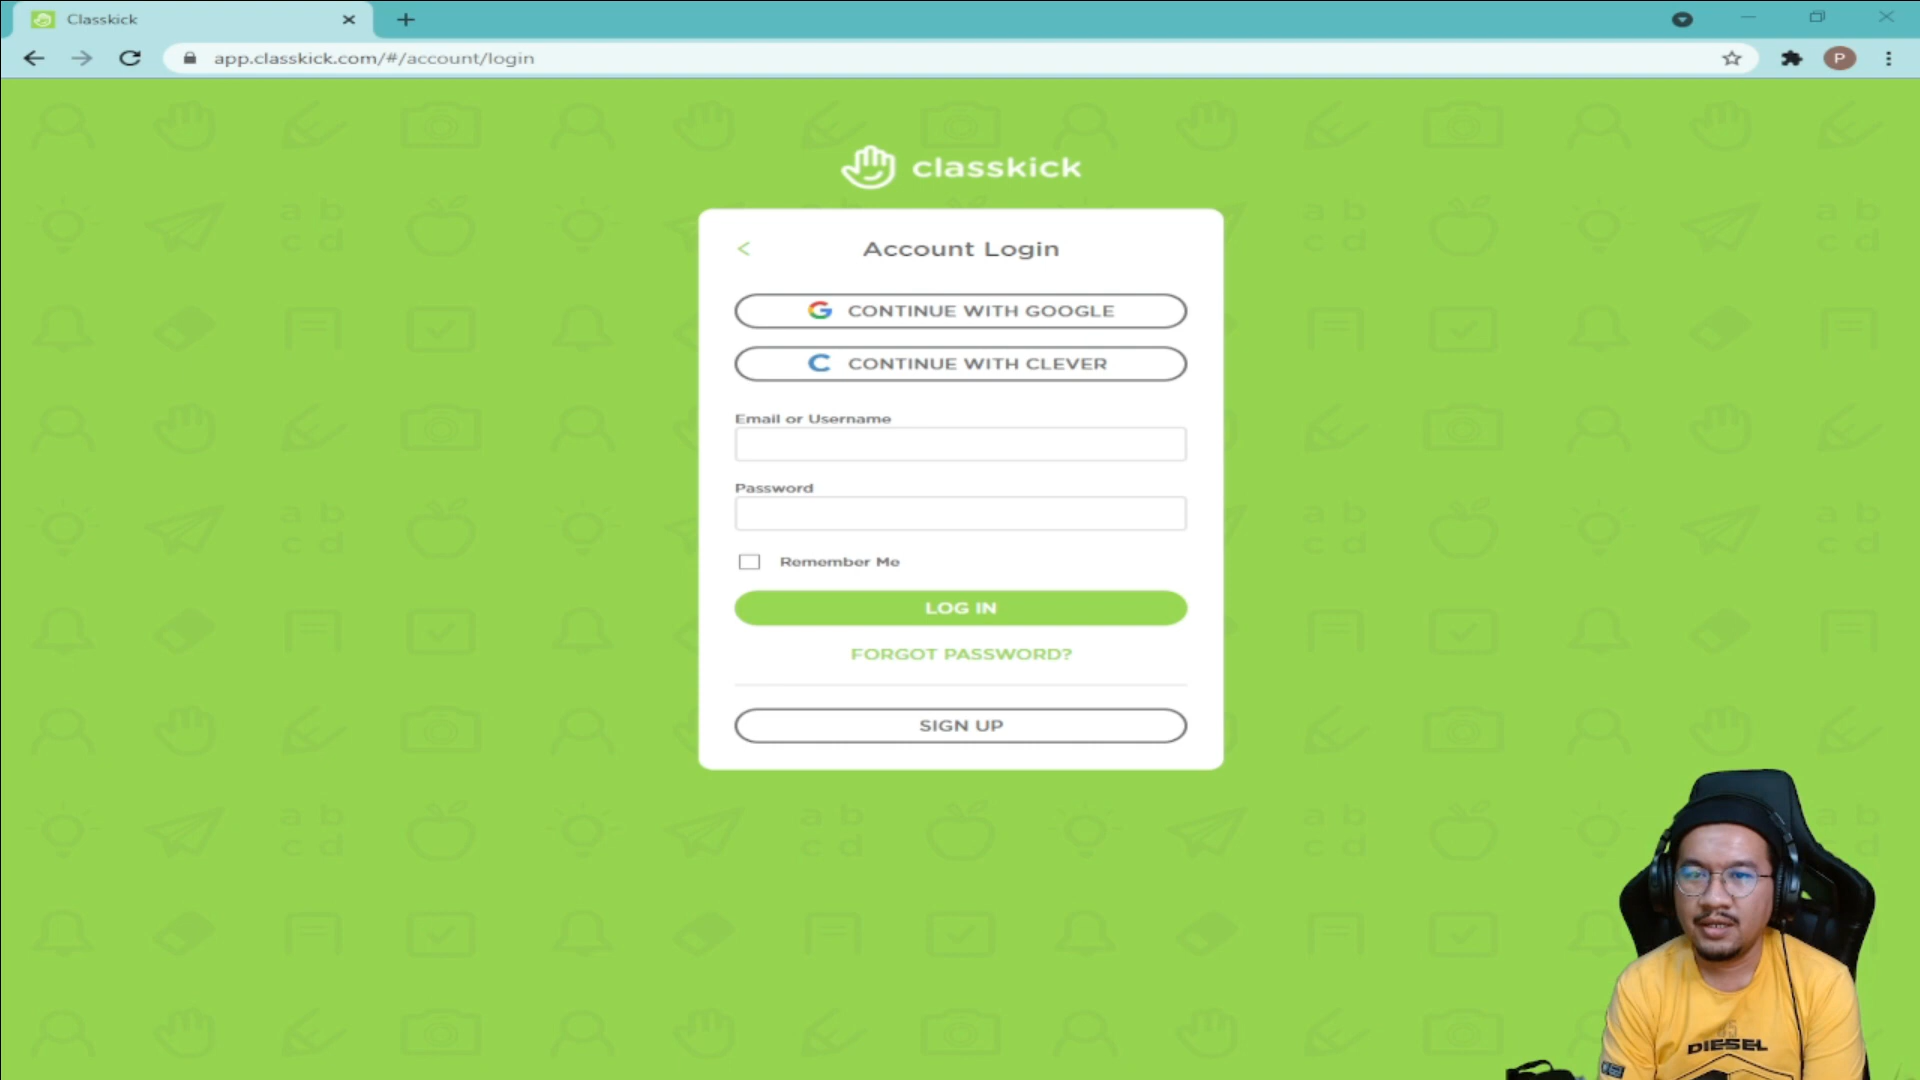 Classkick
app.classkick.com/#/account/login
classkick
<
Account Login
CONTINUE WITH GOOGLE
CONTINUE WITH CLEVER
Email or Username
Password
Remember Me
LOG IN
FORGOT PASSWORD?
SIGN UP
P
DIESEL